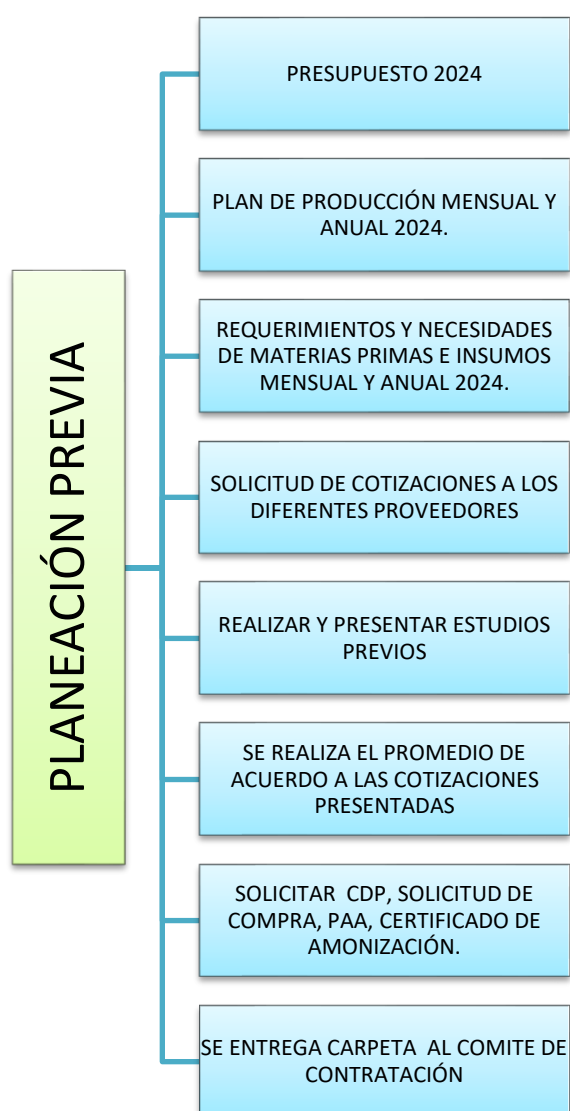 PLANEACIÓN PREVIA
PRESUPUESTO 2024
PLAN DE PRODUCCIÓN MENSUAL Y
ANUAL 2024.
REQUERIMIENTOS Y NECESIDADES
DE MATERIAS PRIMAS E INSUMOS
MENSUAL Y ANUAL 2024.
SOLICITUD DE COTIZACIONES A LOS
DIFERENTES PROVEEDORES
REALIZAR Y PRESENTAR ESTUDIOS
PREVIOS
SE REALIZA EL PROMEDIO DE
ACUERDO A LAS COTIZACIONES
PRESENTADAS
SOLICITAR CDP, SOLICITUD DE
COMPRA, PAA, CERTIFICADO DE
AMONIZACIÓN.
SE ENTREGA CARPETA AL COMITE DE
CONTRATACIÓN